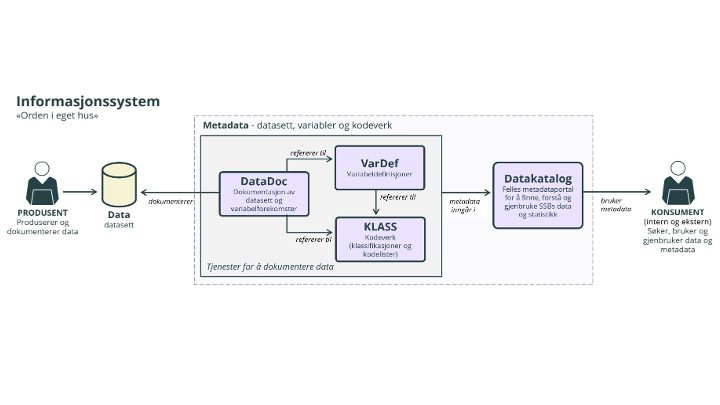 Informasjonssystem
«Orden i eget hus»
Metadata - datasett, variabler og kodeverk
PRODUSENT
Produserer og
dokumenterer data
Data
datasett
dokumenterer
DataDoc
Dokumentasjon av
datasett og
variabelforekomster
refererer til
refererer til
VarDef
Variabeldefinisjoner
refererer til
KLASS
Kodeverk
(klassifikasjoner og
kodelister)
Tjenester for å dokumentere data
metadata
inngår i
Datakatalog
Felles metadataportal
for å finne, forstå og
gjenbruke SSBs data
og statistikk
bruker
metadata
KONSUMENT
(intern og ekstern)
Søker, bruker og
gjenbruker data og
metadata